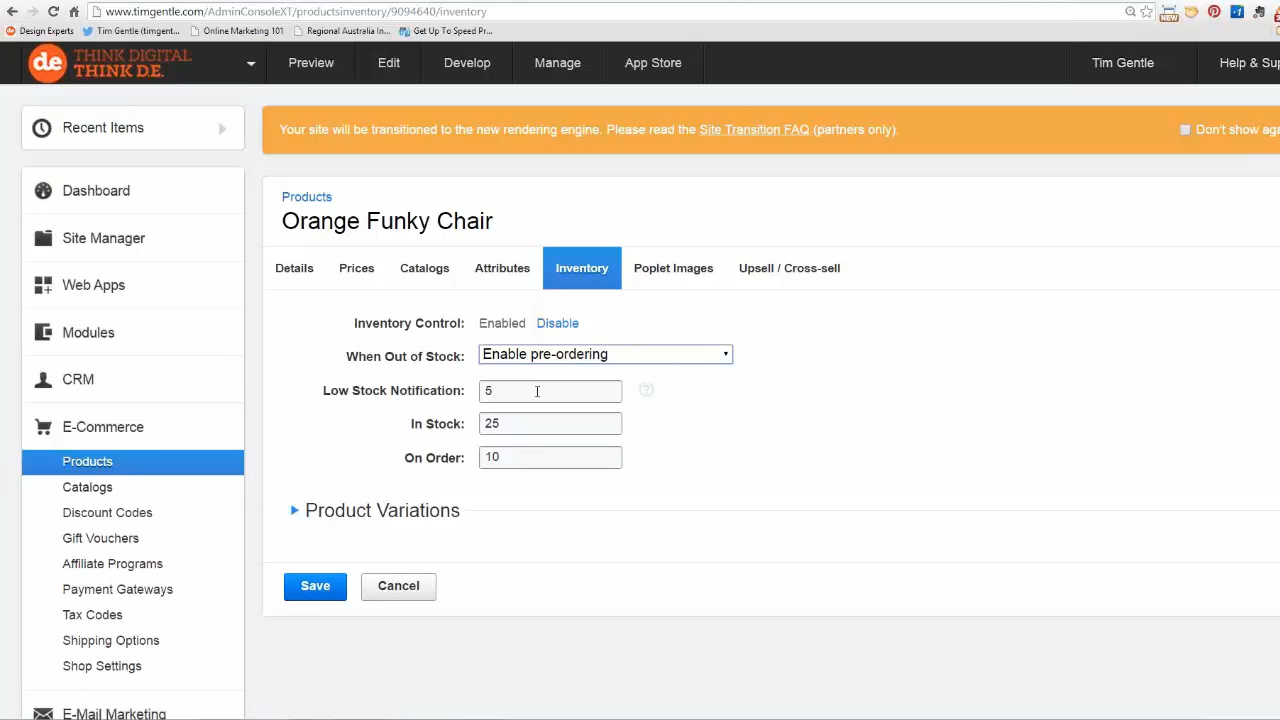 www.timgentle.com/AdminConsoleXT/productsinventory/9094640/inventory
Design Experts Twitter / Tim Gentle (timgent... Online Marketing 101 Regional Australia In... Get Up To Speed Pr...
d.e. THINK DIGITAL
THINK D.E.
Preview Edit Develop Manage App Store Tim Gentle Help & Sup
Recent Items
Your site will be transitioned to the new rendering engine. Please read the Site Transition FAQ (partners only). Don't show aga
Dashboard
Site Manager
Web Apps
Modules
CRM
E-Commerce
Products
Catalogs
Discount Codes
Gift Vouchers
Affiliate Programs
Payment Gateways
Tax Codes
Shipping Options
Shop Settings
E-Mail Marketing
Products
Orange Funky Chair
Details Prices Catalogs Attributes Inventory Poplet Images Upsell / Cross-sell
Inventory Control: Enabled Disable
When Out of Stock: Enable pre-ordering
Low Stock Notification: 5 ?
In Stock: 25
On Order: 10
Product Variations
Save Cancel